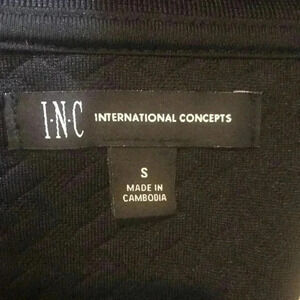 I·N·C INTERNATIONAL CONCEPTS
S
MADE IN
CAMBODIA